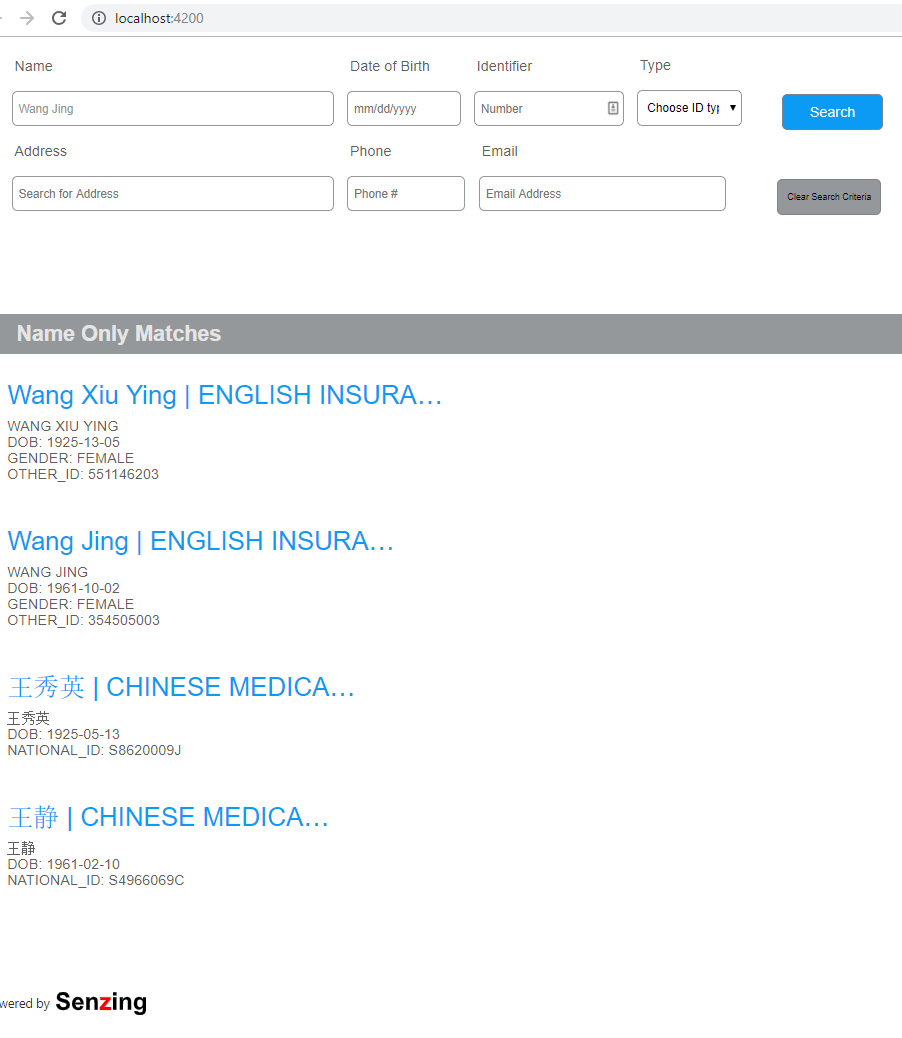 localhost:4200
Name Date of Birth Identifier Type
Wang Jing mm/dd/yyyy Number Choose ID typ Search
Address Phone Email
Search for Address Phone # Email Address Clear Search Criteria
Name Only Matches
Wang Xiu Ying | ENGLISH INSURA...
WANG XIU YING
DOB: 1925-13-05
GENDER: FEMALE
OTHER_ID: 551146203
Wang Jing | ENGLISH INSURA...
WANG JING
DOB: 1961-10-02
GENDER: FEMALE
OTHER_ID: 354505003
王秀英 | CHINESE MEDICA...
王秀英
DOB: 1925-05-13
NATIONAL_ID: S8620009J
王静 | CHINESE MEDICA...
王静
DOB: 1961-02-10
NATIONAL_ID: S4966069C
wered by Senzing